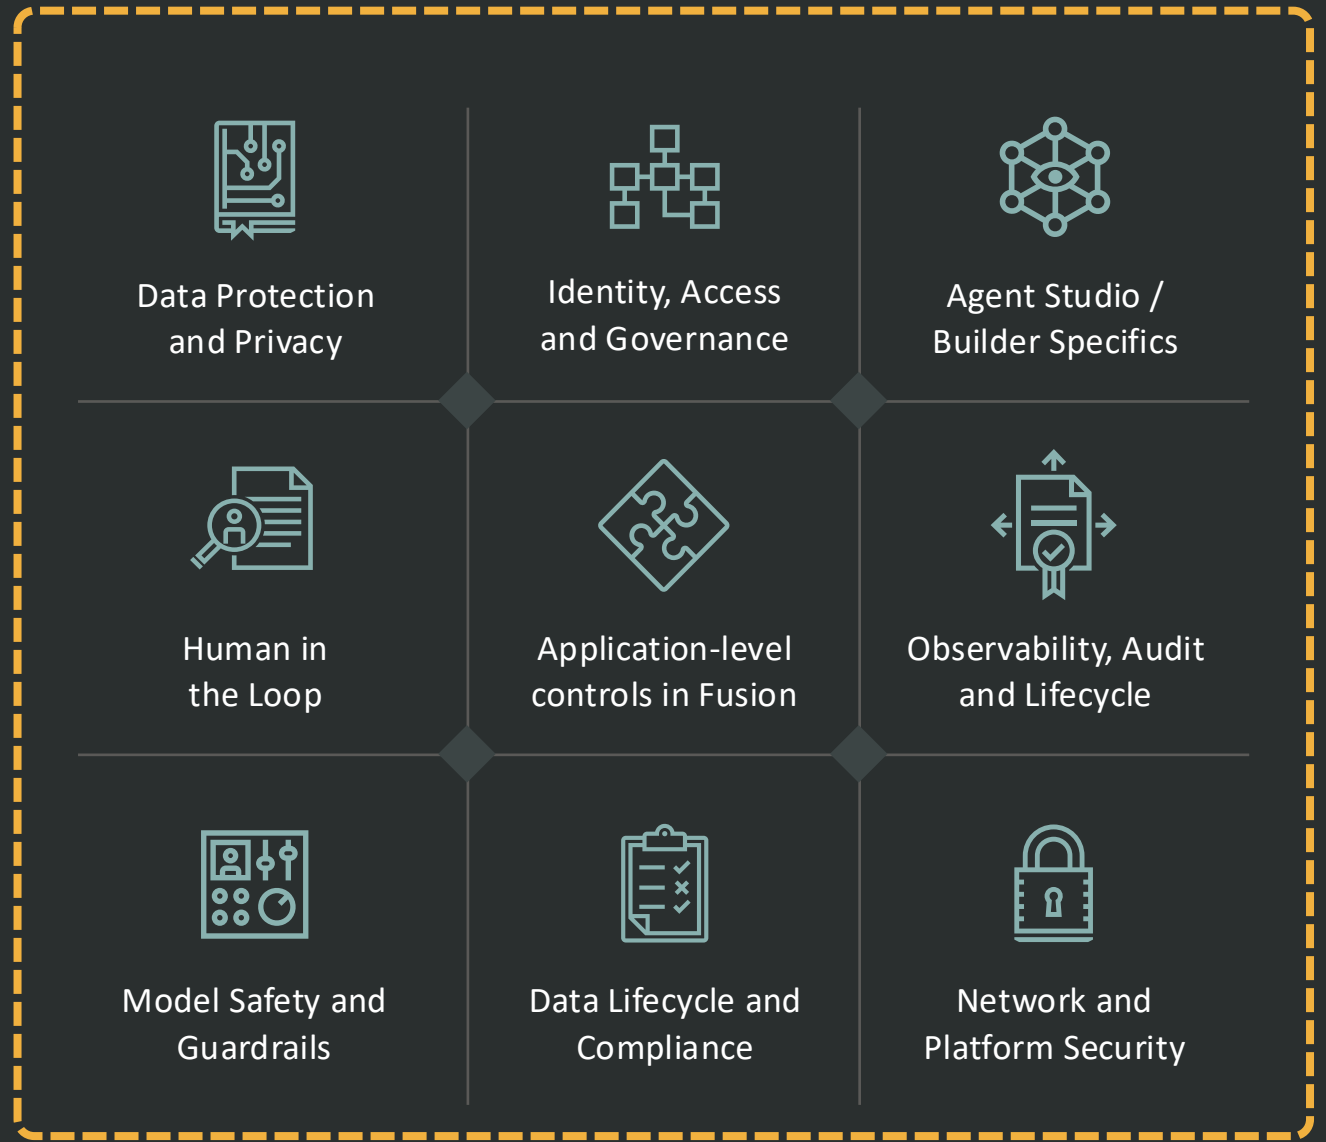 Data Protection
and Privacy
Identity, Access
and Governance
Agent Studio /
Builder Specifics
Human in
the Loop
Application-level
controls in Fusion
Observability, Audit
and Lifecycle
Model Safety and
Guardrails
Data Lifecycle and
Compliance
Network and
Platform Security